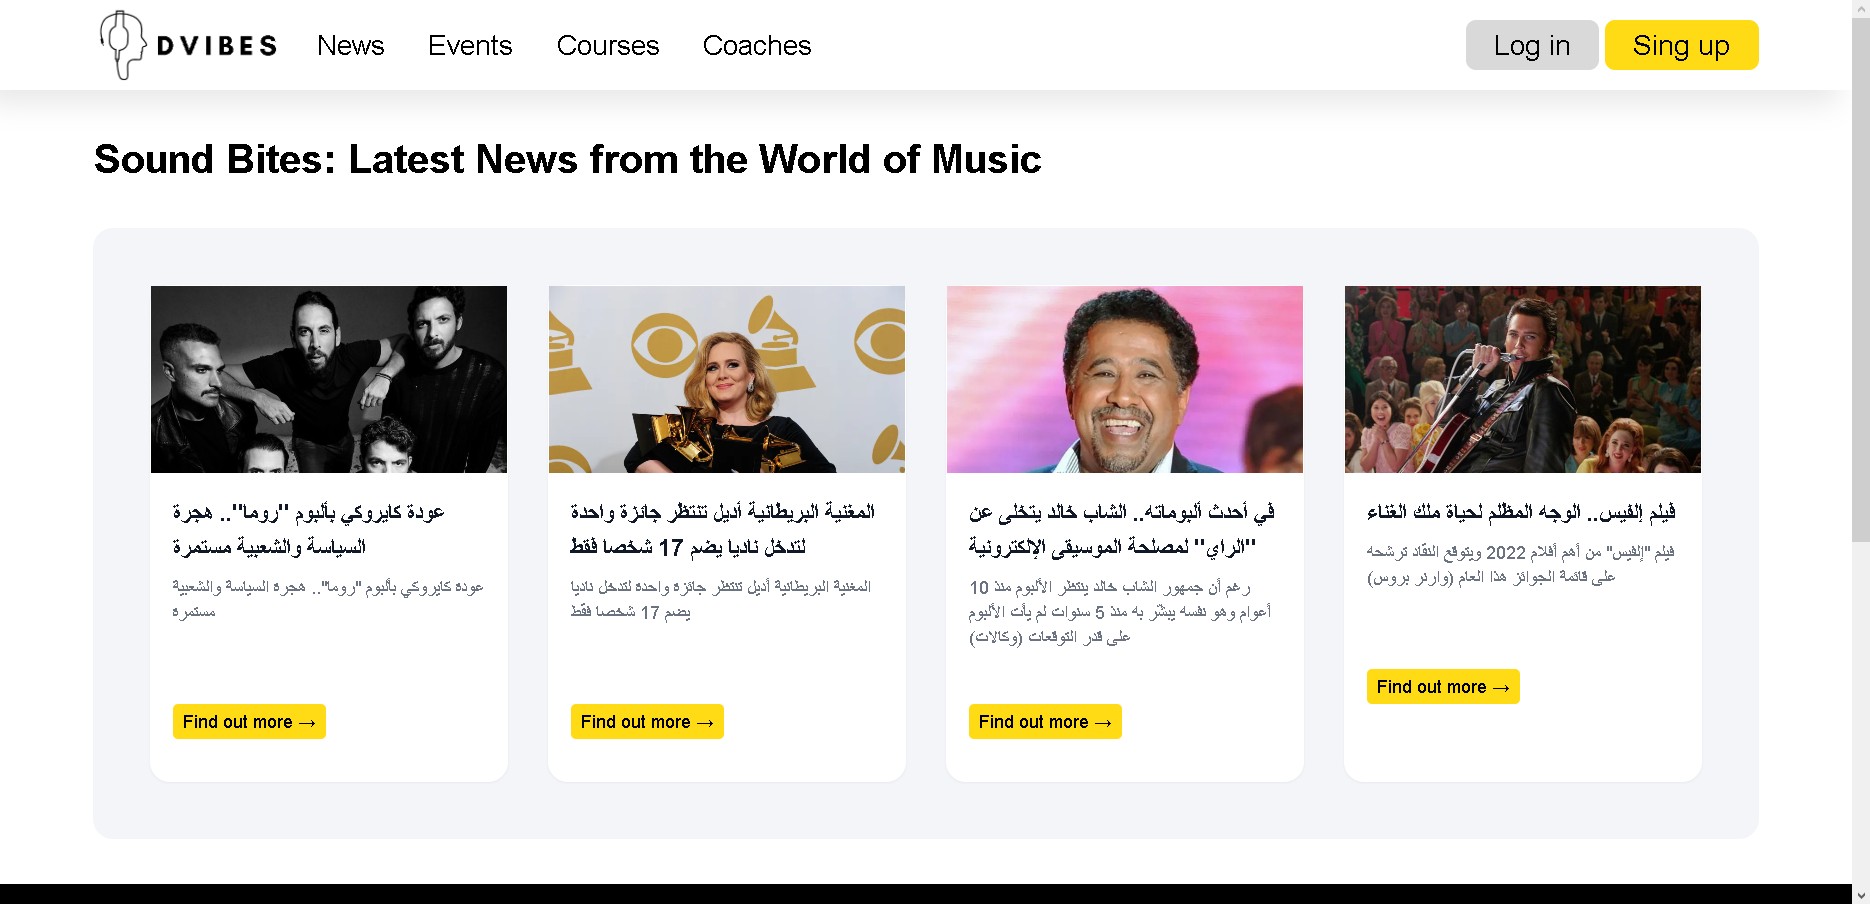 DVIBES
News
Events
Courses
Coaches
Log in
Sing up
Sound Bites: Latest News from the World of Music
عودة كايروكي بألبوم "روما".. هجرة
السياسة والشعبية مستمرة
عودة كايروكي بألبوم "روما".. هجرة السياسة والشعبية
مستمرة
Find out more →
المغنية البريطانية أديل تنتظر جائزة واحدة
لتدخل ناديا يضم 17 شخصا فقط
المغنية البريطانية أديل تنتظر جائزة واحدة لتدخل ناديا
يضم 17 شخصا فقط
Find out more →
في أحدث ألبوماته.. الشاب خالد يتخلى عن
"الراي" لمصلحة الموسيقى الإلكترونية
رغم أن جمهور الشاب خالد ينتظر الألبوم منذ 10
أعوام وهو نفسه يبشّر به منذ 5 سنوات لم يأت الألبوم
على قدر التوقعات (وكالات)
Find out more →
فيلم إلفيس.. الوجه المظلم لحياة ملك الغناء
فيلم "إلفيس" من أهم أفلام 2022 ويتوقع النقّاد ترشحه
على قائمة الجوائز هذا العام (وارنر بروس)
Find out more →